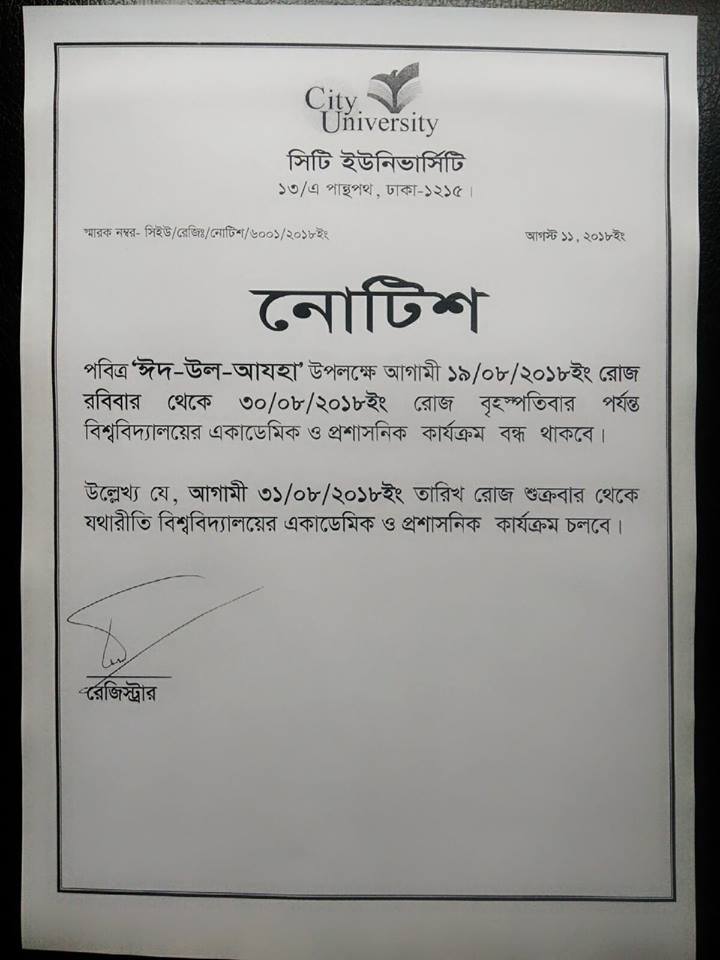 City
University
সিটি ইউনিভার্সিটি
১৩/এ পান্থপথ, ঢাকা-১২১৫।
স্মারক নম্বর- সিইউ/রেজিঃ/নোটিশ/৬০০১/২০১৮ইং আগস্ট ১১, ২০১৮ইং
নোটিশ
পবিত্র ‘ঈদ-উল-আযহা’ উপলক্ষে আগামী ১৯/০৮/২০১৮ইং রোজ
রবিবার থেকে ৩০/০৮/২০১৮ইং রোজ বৃহস্পতিবার পর্যন্ত
বিশ্ববিদ্যালয়ের একাডেমিক ও প্রশাসনিক কার্যক্রম বন্ধ থাকবে।
উল্লেখ্য যে, আগামী ৩১/০৮/২০১৮ইং তারিখ রোজ শুক্রবার থেকে
যথারীতি বিশ্ববিদ্যালয়ের একাডেমিক ও প্রশাসনিক কার্যক্রম চলবে।
রেজিস্ট্রার